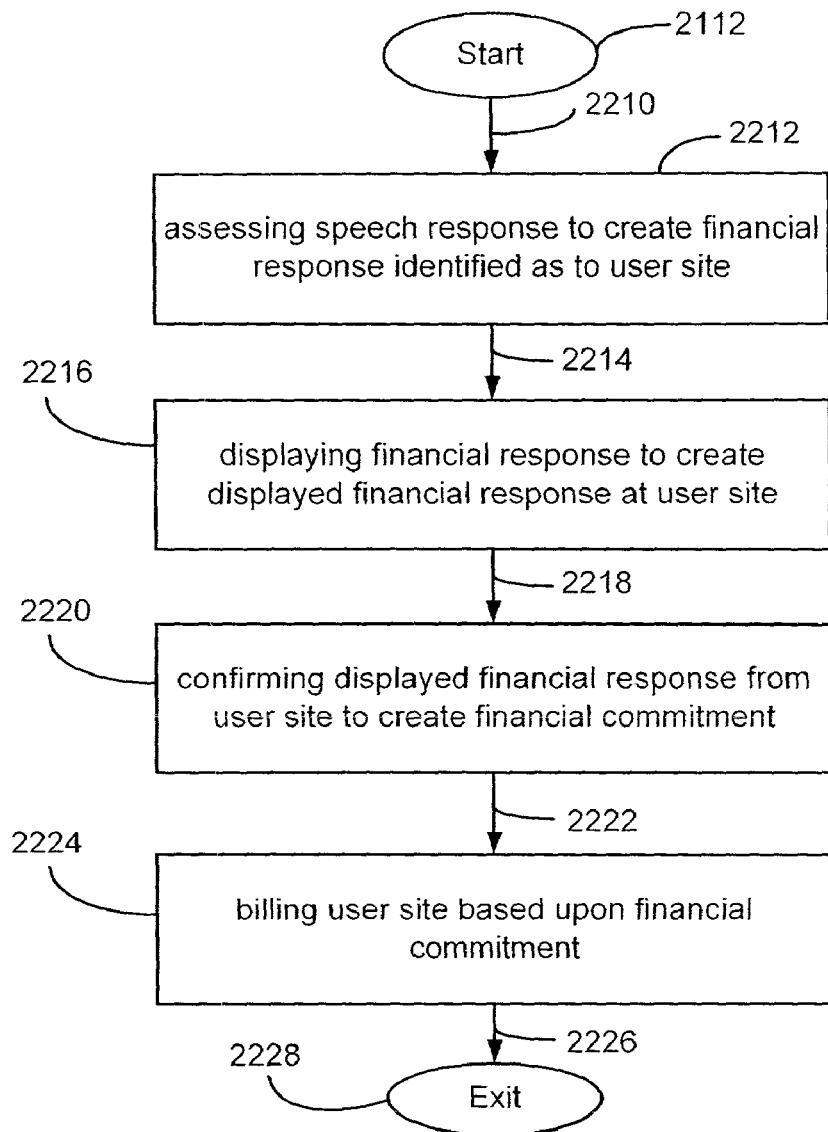 Start
2112
2210
2212
assessing speech response to create financial
response identified as to user site
2214
2216
displaying financial response to create
displayed financial response at user site
2218
2220
confirming displayed financial response from
user site to create financial commitment
2222
2224
billing user site based upon financial
commitment
2226
2228
Exit